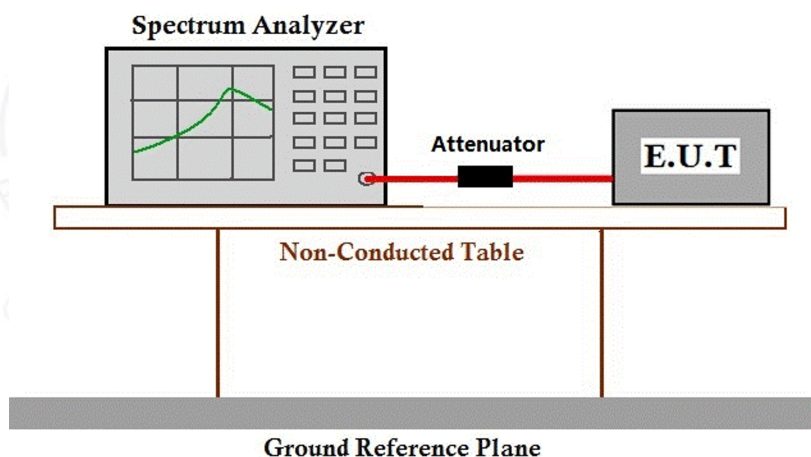 Spectrum Analyzer
Attenuator
E.U.T
Non-Conducted Table
Ground Reference Plane